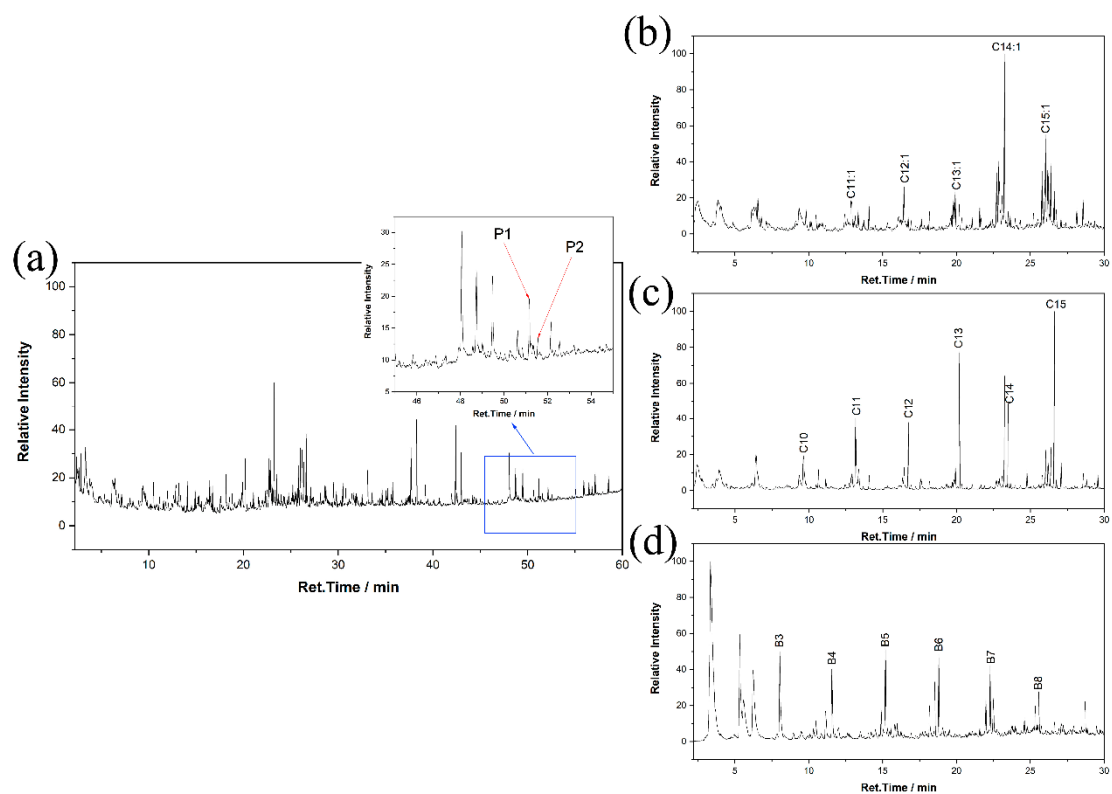 (a)
100
80
60
40
20
0
Relative Intensity
10
20
30
40
50
60
Ret.Time / min
30
25
20
15
10
5
Relative Intensity
P1
P2
46
48
50
52
54
Ret.Time / min
(b)
100
80
60
40
20
0
Relative Intensity
C11:1
C12:1
C13:1
C14:1
C15:1
5
10
15
20
25
30
Ret.Time / min
(c)
100
80
60
40
20
0
Relative Intensity
C10
C11
C12
C13
C14
C15
5
10
15
20
25
30
Ret.Time / min
(d)
100
80
60
40
20
0
Relative Intensity
B3
B4
B5
B6
B7
B8
5
10
15
20
25
30
Ret.Time / min